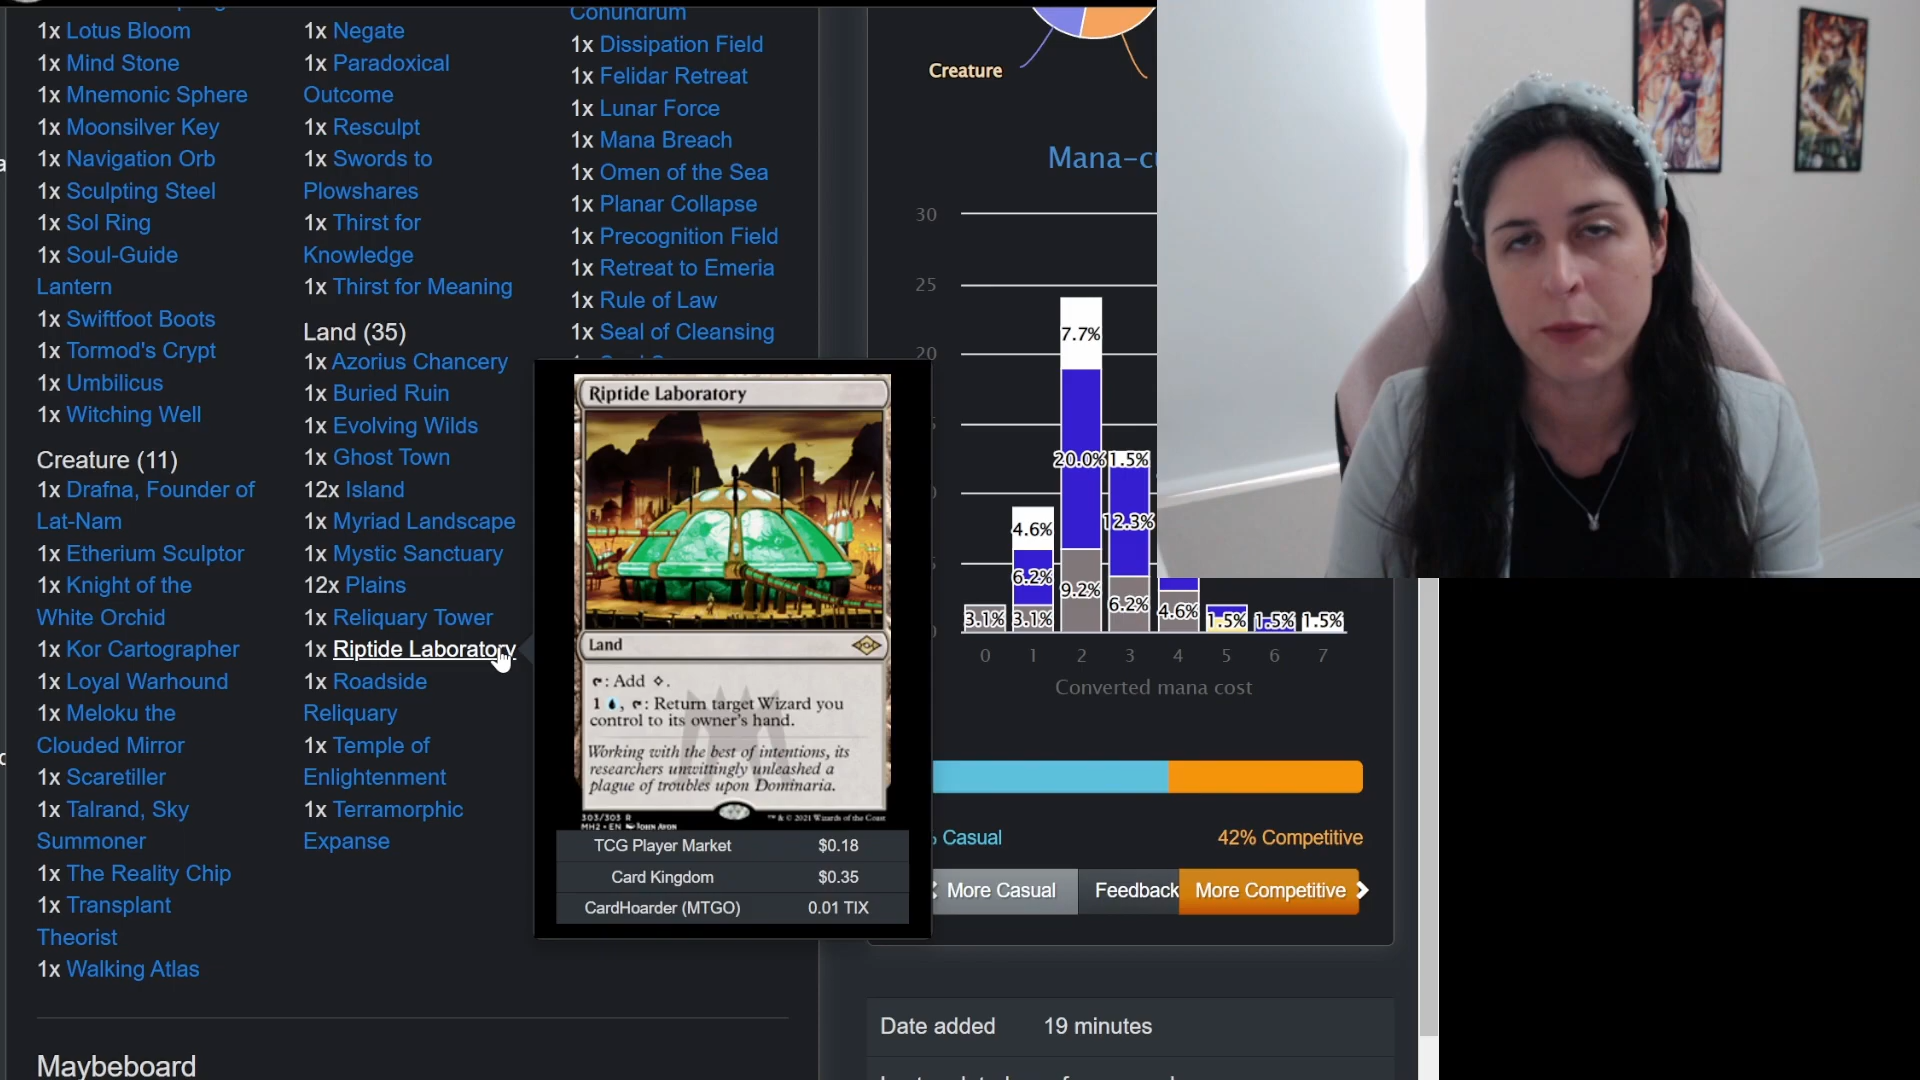 1x Lotus Bloom
1x Mind Stone
1x Mnemonic Sphere
1x Moonsilver Key
1x Navigation Orb
1x Sculpting Steel
1x Sol Ring
1x Soul-Guide
Lantern
1x Swiftfoot Boots
1x Tormod's Crypt
1x Umbilicus
1x Witching Well
Creature (11)
1x Drafna, Founder of
Lat-Nam
1x Etherium Sculptor
1x Knight of the
White Orchid
1x Kor Cartographer
1x Loyal Warhound
1x Meloku the
Clouded Mirror
1x Scaretiller
1x Talrand, Sky
Summoner
1x The Reality Chip
1x Transplant
Theorist
1x Walking Atlas
Maybeboard
1x Negate
1x Paradoxical
Outcome
1x Resculpt
1x Swords to
Plowshares
1x Thirst for
Knowledge
1x Thirst for Meaning
Land (35)
1x Azorius Chancery
1x Buried Ruin
1x Evolving Wilds
1x Ghost Town
12x Island
1x Myriad Landscape
1x Mystic Sanctuary
12x Plains
1x Reliquary Tower
1x Riptide Laboratory
1x Roadside
Reliquary
1x Temple of
Enlightenment
1x Terramorphic
Expanse
Conundrum
1x Dissipation Field
1x Felidar Retreat
1x Lunar Force
1x Mana Breach
1x Omen of the Sea
1x Planar Collapse
1x Precognition Field
1x Retreat to Emeria
1x Rule of Law
1x Seal of Cleansing
Riptide Laboratory
Land
: Add
1 , : Return target Wizard you
control to its owner's hand.
Working with the best of intentions, its
researchers unwittingly unleashed a
plague of troubles upon Dominaria.
303/303 R
MH2 • EN John Avon
™ & © 2021 Wizards of the Coast
TCG Player Market $0.18
Card Kingdom $0.35
CardHoarder (MTGO) 0.01 TIX
Creature
Mana-cu
30
25
20
7.7%
20.0% 1.5%
4.6% 12.3%
6.2% 9.2% 6.2% 4.6%
3.1% 3.1% 1.5% 1.5% 1.5%
0 1 2 3 4 5 6 7
Converted mana cost
Casual 42% Competitive
More Casual Feedback More Competitive
Date added 19 minutes